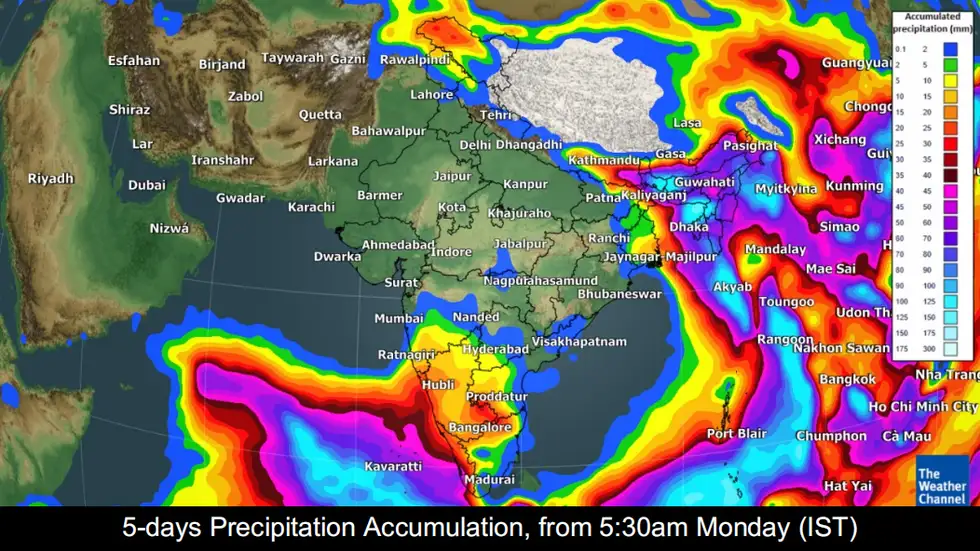 Accumulated
precipitation (mm)
0.1 2
2 5
5 10
10 15
15 20
20 25
25 30
30 35
35 40
40 45
45 50
50 60
60 70
70 80
80 90
90 100
100 125
125 150
150 175
175 300
Esfahan
Birjand
Taywarah
Gazni
Rawalpindi
Guangyuan
Zabol
Lahore
Shiraz
Quetta
Tehri
Lasa
Chongq
Bahawalpur
Lar
Delhi
Dhangadhi
Gasa
Pasighat
Xichang
Iranshahr
Larkana
Kathmandu
Gui
Riyadh
Dubai
Jaipur
Kanpur
Guwahati
Myitkyina
Kunming
Gwadar
Karachi
Barmer
Kota
Khajuraho
Patna
Kaliyaganj
Nizwá
Dhaka
Simao
Ahmedabad
Indore
Jabalpur
Ranchi
H
Dwarka
Jaynagar-Majilpur
Mandalay
Mae Sai
Surat
Nagpur
Mahasamund
Bhubaneswar
Akyab
Toungoo
Udon Th
Mumbai
Nanded
Visakhapatnam
Rangoon
Nakhon Sawan
Ratnagiri
Hyderabad
Bangkok
Nha Trang
Hubli
Proddatur
Ho Chi Minh City
Bangalore
Port Blair
Chumphon
Cà Mau
Kavaratti
Madurai
Hat Yai
The
Weather
Channel
5-days Precipitation Accumulation, from 5:30am Monday (IST)